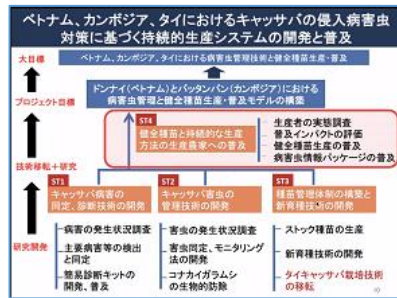 ベトナム、カンボジア、タイにおけるキャッサバの侵入病害虫
対策に基づく持続的生産システムの開発と普及
大目標
ベトナム、カンボジア、タイにおける病害虫管理技術と健全種苗生産・普及
プロジェクト目標
ドンナイ(ベトナム)とバッタンバン(カンボジア)における
病害虫管理と健全種苗生産・普及モデルの構築
ST4
健全種苗と持続的な生産
方法の生産農家への普及
・生産者の実態調査
・普及インパクトの評価
・健全種苗生産の普及
・病害虫情報パッケージの普及
技術移転+研究
ST1
キャッサバ病害の
同定、診断技術の開発
ST2
キャッサバ害虫の
管理技術の開発
ST3
種苗管理体制の構築と
新育種技術の開発
研究開発
・病害の発生状況調査
・主要病害等の検出
と同定
・簡易診断キットの
開発、普及
・害虫の発生状況調査
・害虫同定、モニタリング
法の開発
・コナカイガラムシ
の生物的防除
・ストック種苗の生産
・新育種技術の開発
・タイキャッサバ栽培技術
の移転